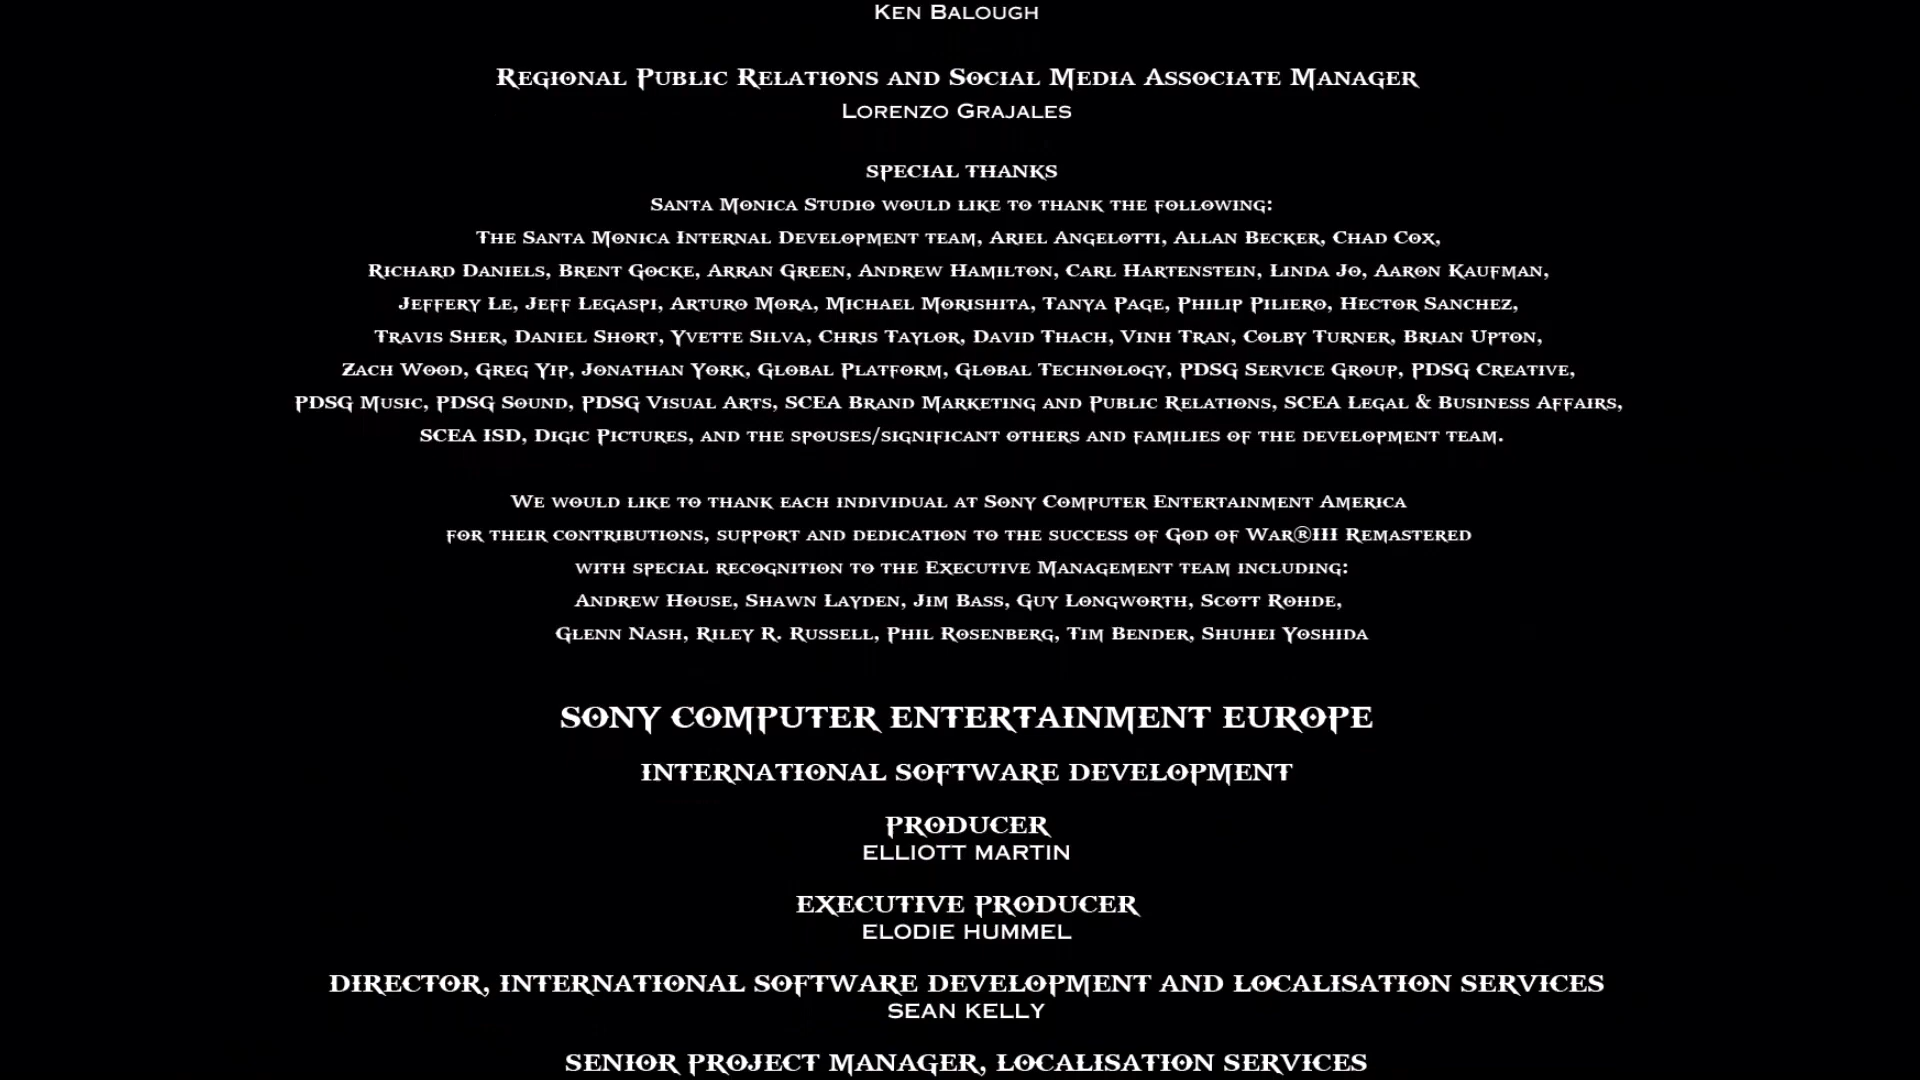 Ken Balough
Regional Public Relations and Social Media Associate Manager
Lorenzo Grajales
Special Thanks
Santa Monica Studio would like to thank the following:
The Santa Monica Internal Development team, Ariel Angelotti, Allan Becker, Chad Cox,
Richard Daniels, Brent Gocke, Arran Green, Andrew Hamilton, Carl Hartenstein, Linda Jo, Aaron Kaufman,
Jeffery Le, Jeff Legaspi, Arturo Mora, Michael Morishita, Tanya Page, Philip Piliero, Hector Sanchez,
Travis Sher, Daniel Short, Yvette Silva, Chris Taylor, David Thach, Vinh Tran, Colby Turner, Brian Upton,
Zach Wood, Greg Yip, Jonathan York, Global Platform, Global Technology, PDSG Service Group, PDSG Creative,
PDSG Music, PDSG Sound, PDSG Visual Arts, SCEA Brand Marketing and Public Relations, SCEA Legal & Business Affairs,
SCEA ISD, Digic Pictures, and the spouses/significant others and families of the development team.
We would like to thank each individual at Sony Computer Entertainment America
for their contributions, support and dedication to the success of God of War®III Remastered
with special recognition to the Executive Management team including:
Andrew House, Shawn Layden, Jim Bass, Guy Longworth, Scott Rohde,
Glenn Nash, Riley R. Russell, Phil Rosenberg, Tim Bender, Shuhei Yoshida
SONY COMPUTER ENTERTAINMENT EUROPE
INTERNATIONAL SOFTWARE DEVELOPMENT
PRODUCER
ELLIOTT MARTIN
EXECUTIVE PRODUCER
ELODIE HUMMEL
DIRECTOR, INTERNATIONAL SOFTWARE DEVELOPMENT AND LOCALISATION SERVICES
SEAN KELLY
SENIOR PROJECT MANAGER, LOCALISATION SERVICES